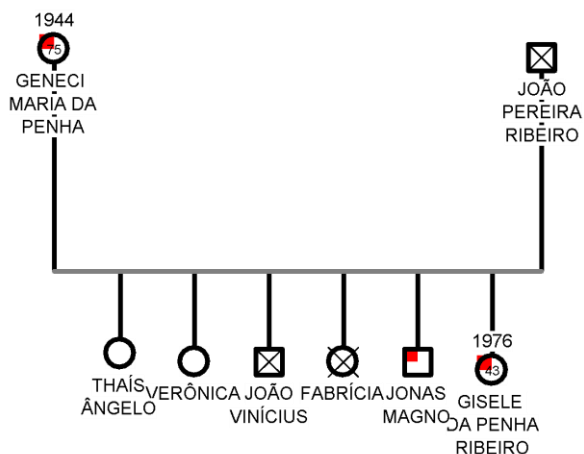 1944
75
GENECI
MARIA DA
PENHA
JOÃO
PEREIRA
RIBEIRO
THAÍS
ÂNGELO
VERÔNICA
JOÃO
VINÍCIUS
FABRÍCIA
JONAS
MAGNO
1976
43
GISELE
DA PENHA
RIBEIRO